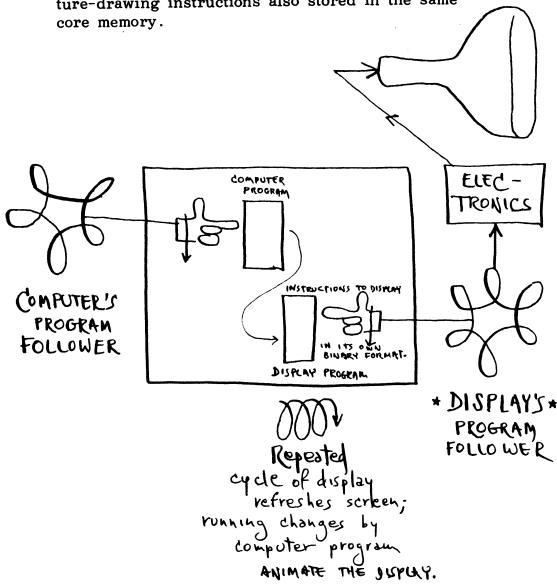 ture-drawing instructions also stored in the same
core memory.
ELEC-
TRONICS
COMPUTER
PROGRAM
INSTRUCTIONS TO DISPLAY
IN ITS OWN
BINARY FORMAT.
DISPLAY PROGRAM
COMPUTER'S
PROGRAM
FOLLOWER
* DISPLAY'S *
PROGRAM
FOLLOWER
Repeated
cycle of display
refreshes screen;
running changes by
computer program
ANIMATE THE DISPLAY.